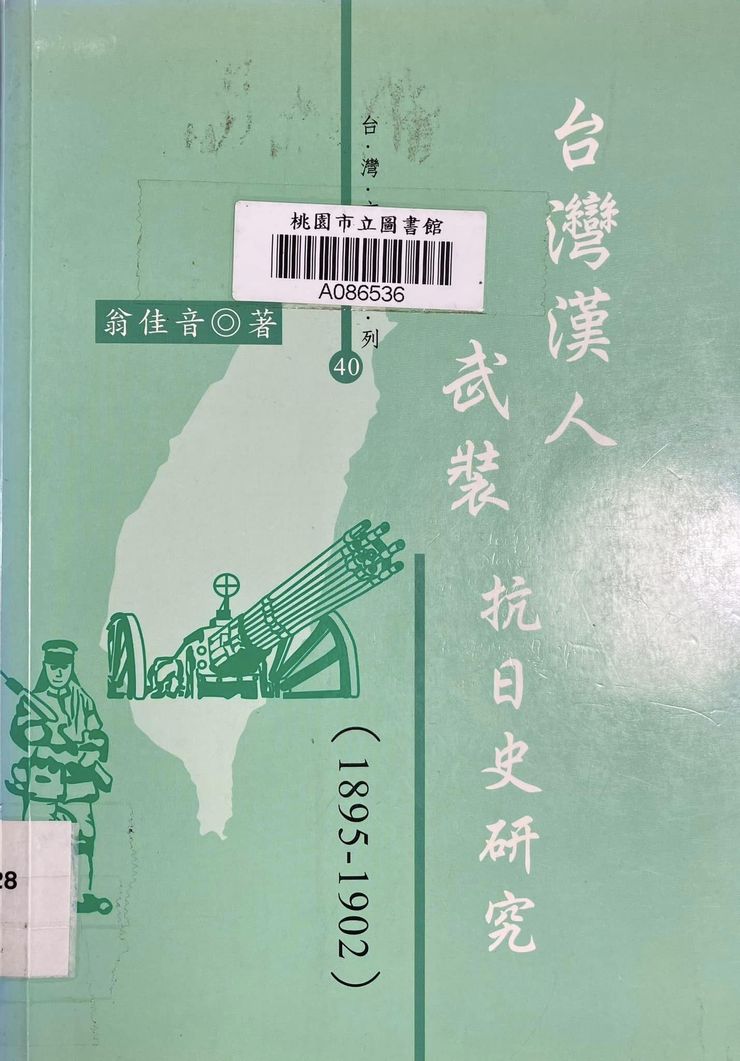 台灣漢人
武裝
抗日史研究
(1895-1902)
台·灣·
·列
40
桃園市立圖書館
A086536
翁佳音◎著
28